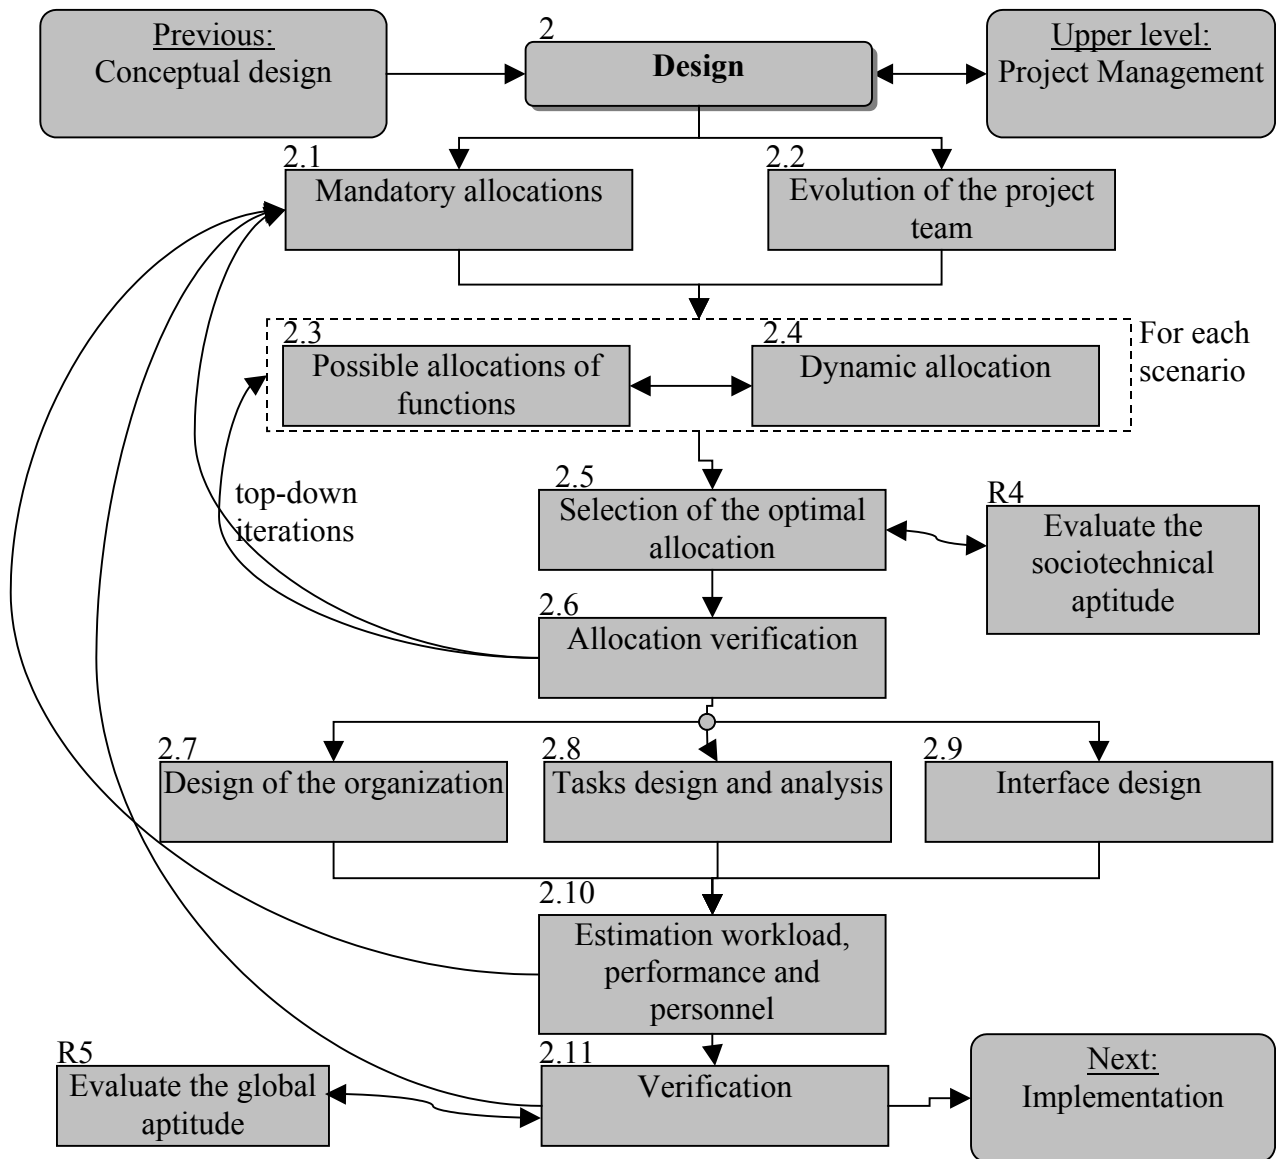 Previous:
Conceptual design
2
Design
Upper level:
Project Management
2.1
Mandatory allocations
2.2
Evolution of the project
team
2.3
Possible allocations of
functions
2.4
Dynamic allocation
For each
scenario
top-down
iterations
2.5
Selection of the optimal
allocation
R4
Evaluate the
sociotechnical
aptitude
2.6
Allocation verification
2.7
Design of the organization
2.8
Tasks design and analysis
2.9
Interface design
2.10
Estimation workload,
performance and
personnel
R5
Evaluate the global
aptitude
2.11
Verification
Next:
Implementation